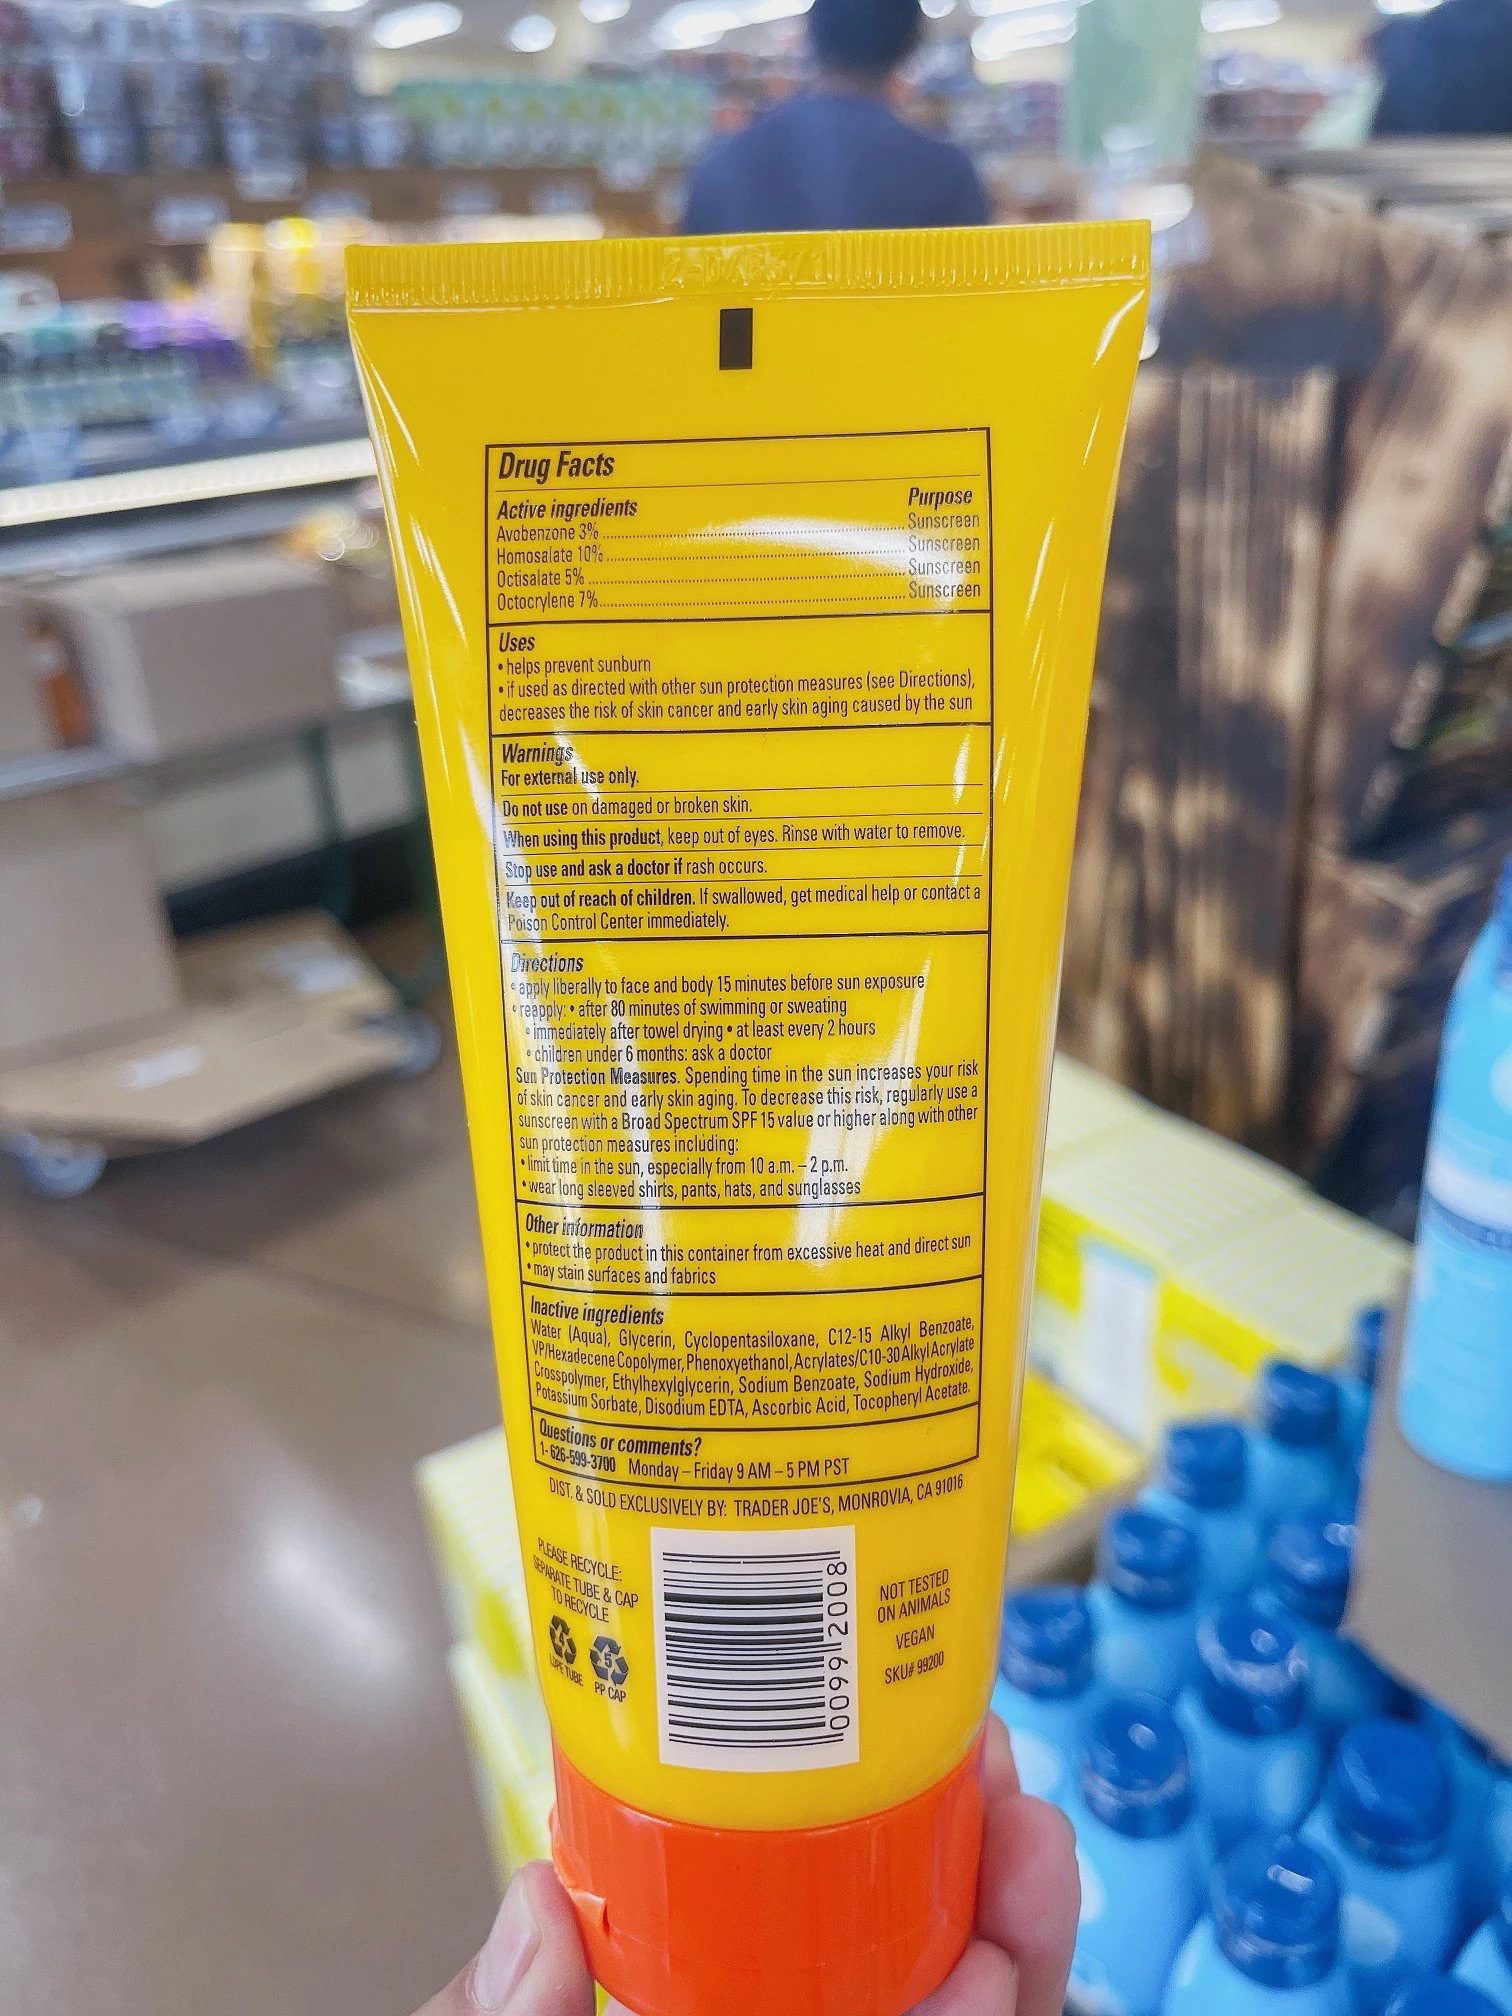 Drug Facts
Active ingredients Purpose
Avobenzone 3% Sunscreen
Homosalate 10% Sunscreen
Octisalate 5% Sunscreen
Octocrylene 7% Sunscreen
Uses
• helps prevent sunburn
• if used as directed with other sun protection measures (see Directions),
decreases the risk of skin cancer and early skin aging caused by the sun
Warnings
For external use only.
Do not use on damaged or broken skin.
When using this product, keep out of eyes. Rinse with water to remove.
Stop use and ask a doctor if rash occurs.
Keep out of reach of children. If swallowed, get medical help or contact a
Poison Control Center immediately.
Directions
• apply liberally to face and body 15 minutes before sun exposure
• reapply: • after 80 minutes of swimming or sweating
• immediately after towel drying • at least every 2 hours
• children under 6 months: ask a doctor
Sun Protection Measures. Spending time in the sun increases your risk
of skin cancer and early skin aging. To decrease this risk, regularly use a
sunscreen with a Broad Spectrum SPF 15 value or higher along with other
sun protection measures including:
• limit time in the sun, especially from 10 a.m. – 2 p.m.
• wear long sleeved shirts, pants, hats, and sunglasses
Other information
• protect the product in this container from excessive heat and direct sun
• may stain surfaces and fabrics
Inactive ingredients
Water (Aqua), Glycerin, Cyclopentasiloxane, C12-15 Alkyl Benzoate,
VP/Hexadecene Copolymer, Phenoxyethanol, Acrylates/C10-30 Alkyl Acrylate
Crosspolymer, Ethylhexylglycerin, Sodium Benzoate, Sodium Hydroxide,
Potassium Sorbate, Disodium EDTA, Ascorbic Acid, Tocopheryl Acetate.
Questions or comments?
1-626-599-3700 Monday – Friday 9 AM – 5 PM PST
DIST. & SOLD EXCLUSIVELY BY: TRADER JOE'S, MONROVIA, CA 91016
PLEASE RECYCLE:
SEPARATE TUBE & CAP
TO RECYCLE
4
LDPE TUBE
5
PP CAP
0099 2008
NOT TESTED
ON ANIMALS
VEGAN
SKU# 99200